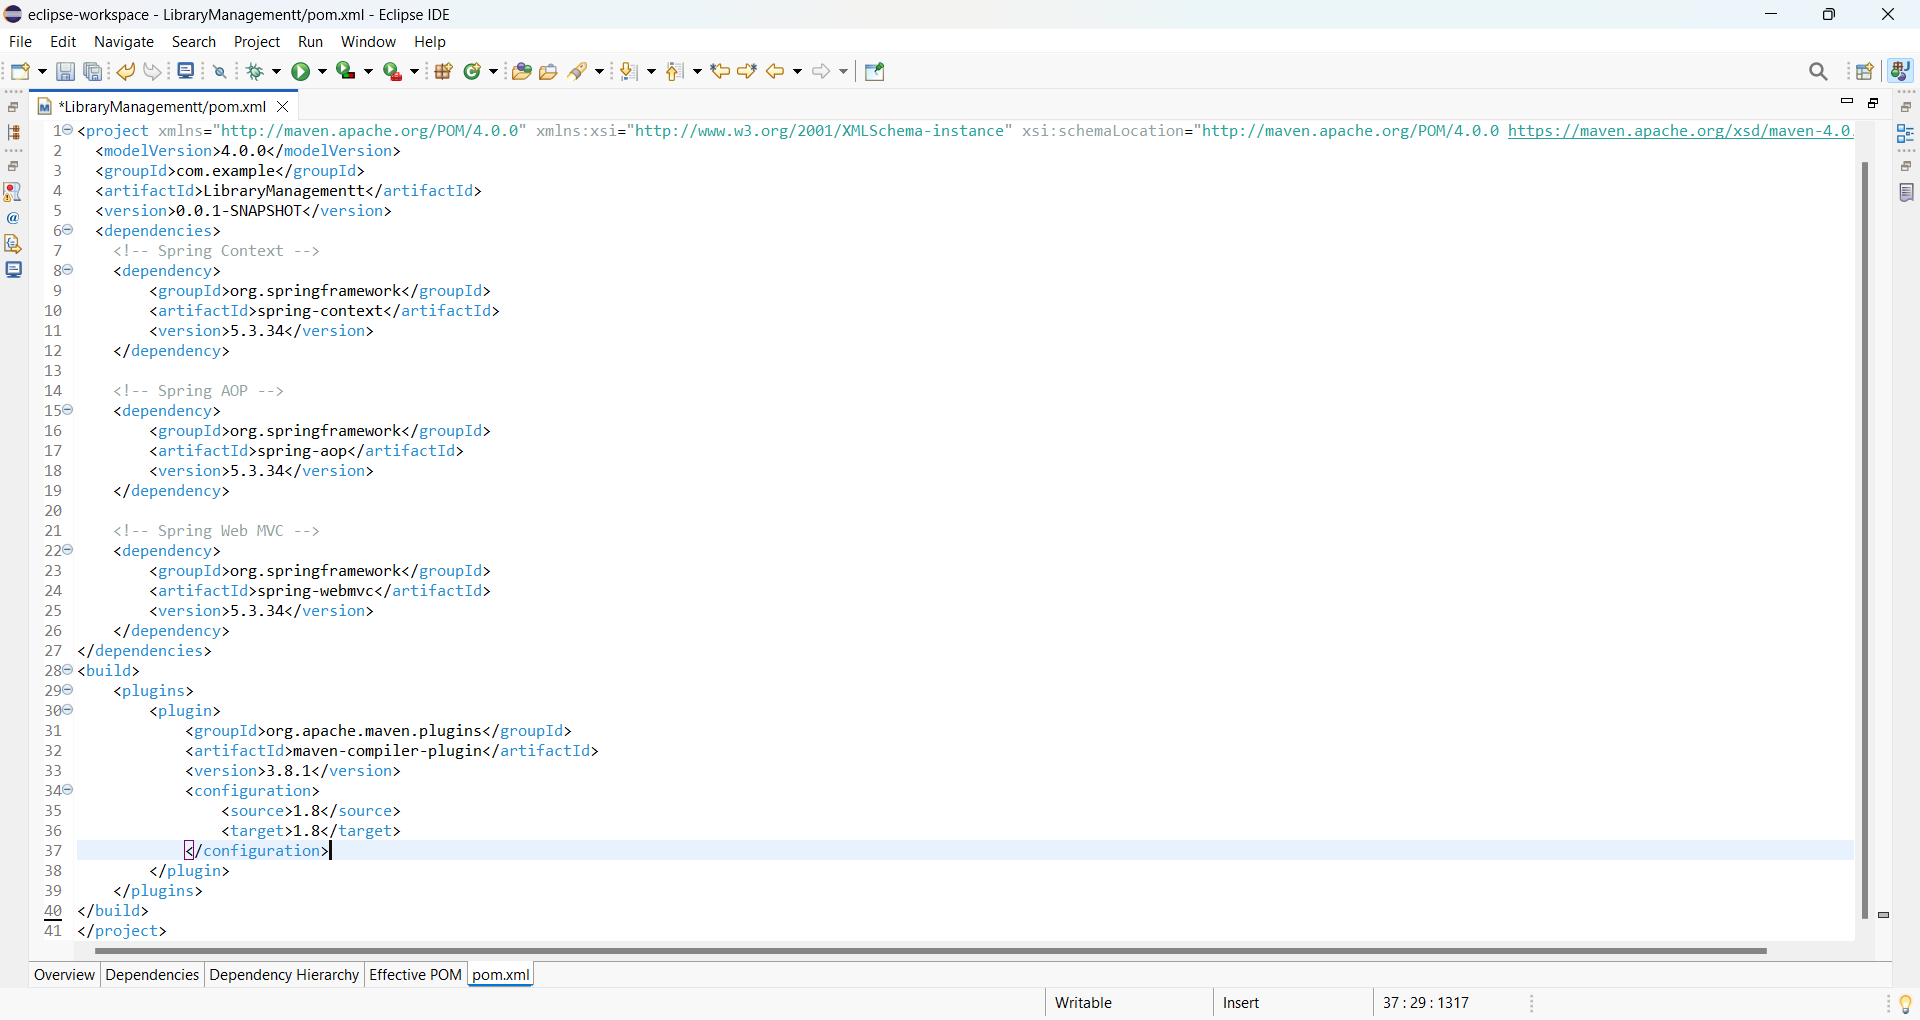 eclipse-workspace - LibraryManagementt/pom.xml - Eclipse IDE
File Edit Navigate Search Project Run Window Help
*LibraryManagementt/pom.xml
1 <project xmlns="http://maven.apache.org/POM/4.0.0" xmlns:xsi="http://www.w3.org/2001/XMLSchema-instance" xsi:schemaLocation="http://maven.apache.org/POM/4.0.0 https://maven.apache.org/xsd/maven-4.0.
2   <modelVersion>4.0.0</modelVersion>
3   <groupId>com.example</groupId>
4   <artifactId>LibraryManagementt</artifactId>
5   <version>0.0.1-SNAPSHOT</version>
6   <dependencies>
7     <!-- Spring Context -->
8     <dependency>
9         <groupId>org.springframework</groupId>
10         <artifactId>spring-context</artifactId>
11         <version>5.3.34</version>
12     </dependency>
13
14     <!-- Spring AOP -->
15     <dependency>
16         <groupId>org.springframework</groupId>
17         <artifactId>spring-aop</artifactId>
18         <version>5.3.34</version>
19     </dependency>
20
21     <!-- Spring Web MVC -->
22     <dependency>
23         <groupId>org.springframework</groupId>
24         <artifactId>spring-webmvc</artifactId>
25         <version>5.3.34</version>
26     </dependency>
27 </dependencies>
28 <build>
29     <plugins>
30         <plugin>
31             <groupId>org.apache.maven.plugins</groupId>
32             <artifactId>maven-compiler-plugin</artifactId>
33             <version>3.8.1</version>
34             <configuration>
35                 <source>1.8</source>
36                 <target>1.8</target>
37             </configuration>
38         </plugin>
39     </plugins>
40 </build>
41 </project>
Overview Dependencies Dependency Hierarchy Effective POM pom.xml
Writable Insert 37 : 29 : 1317